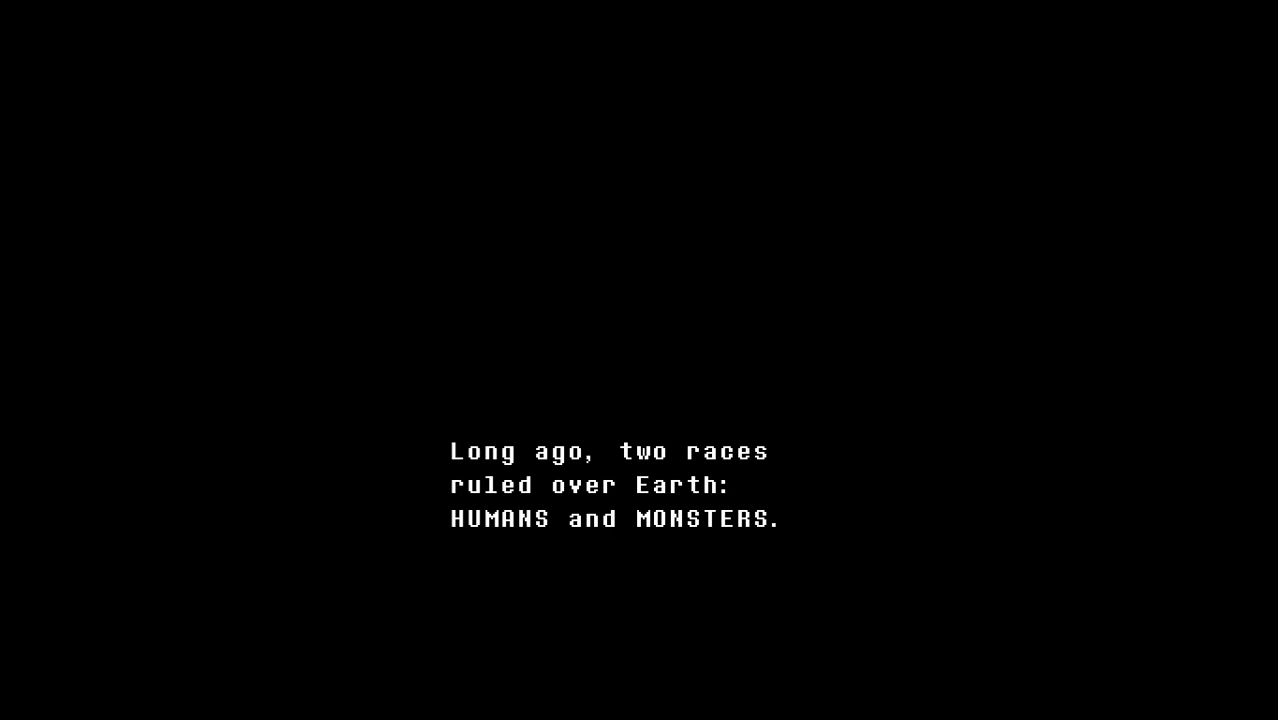 Long ago, two races
ruled over Earth:
HUMANS and MONSTERS.